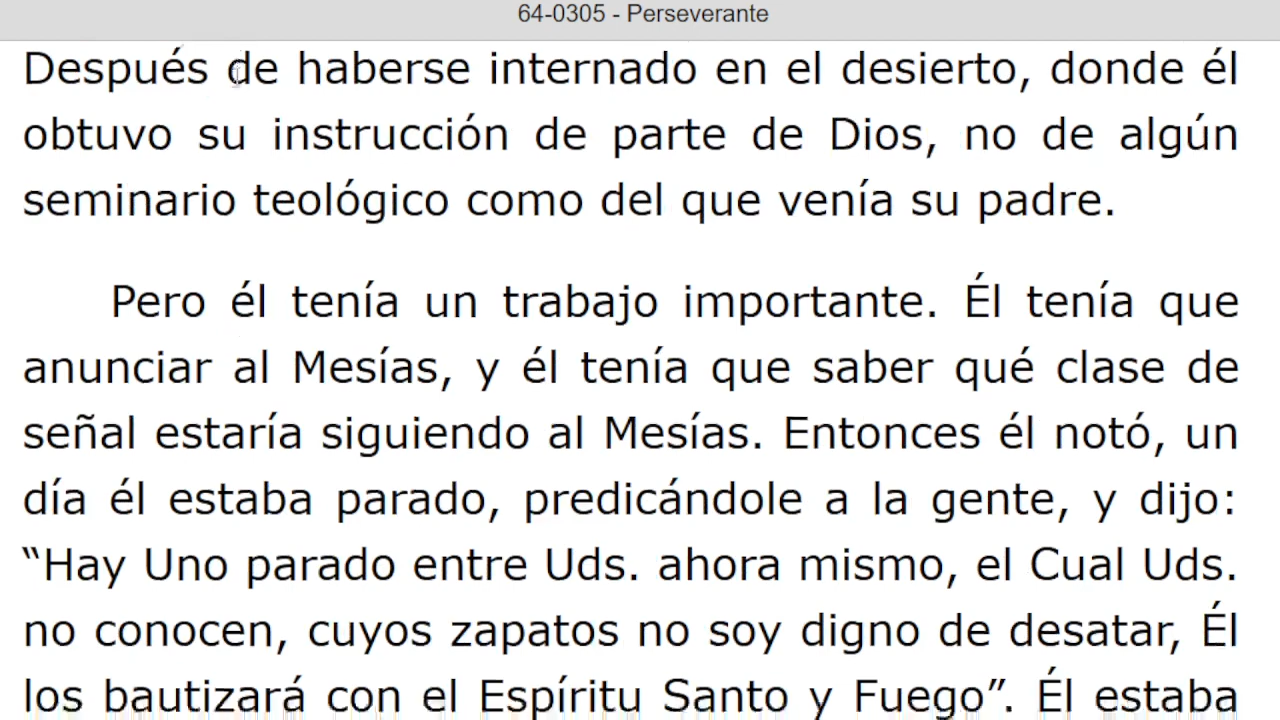 64-0305 - Perseverante
Después de haberse internado en el desierto, donde él
obtuvo su instrucción de parte de Dios, no de algún
seminario teológico como del que venía su padre.
Pero él tenía un trabajo importante. Él tenía que
anunciar al Mesías, y él tenía que saber qué clase de
señal estaría siguiendo al Mesías. Entonces él notó, un
día él estaba parado, predicándole a la gente, y dijo:
“Hay Uno parado entre Uds. ahora mismo, el Cual Uds.
no conocen, cuyos zapatos no soy digno de desatar, Él
los bautizará con el Espíritu Santo y Fuego”. Él estaba